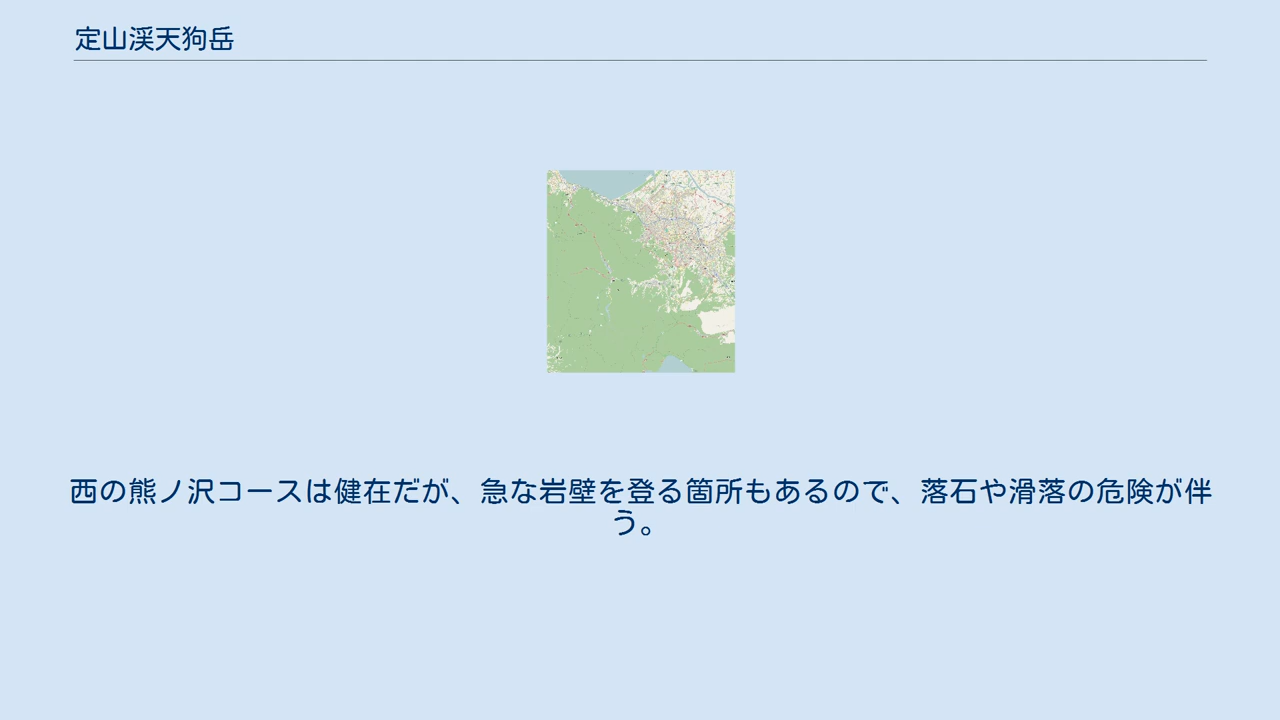 定山渓天狗岳
西の熊ノ沢コースは健在だが、急な岩壁を登る箇所もあるので、落石や滑落の危険が伴
う。